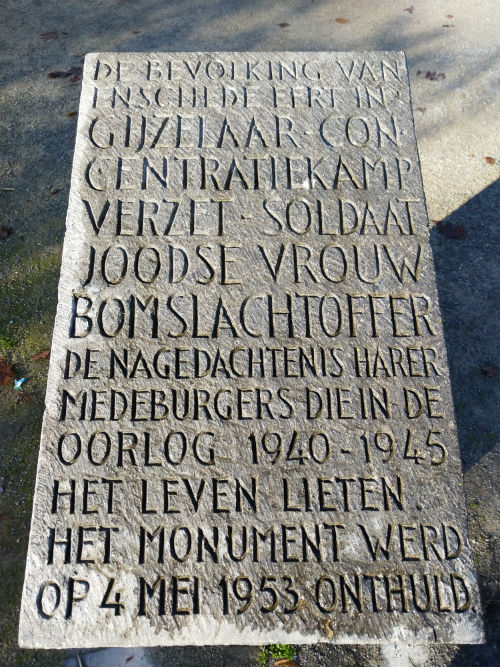 DE BEVOLKING VAN
ENSCHEDE EERT IN·
GIJZELAAR-CON-
CENTRATIEKAMP
VERZET-SOLDAAT
JOODSE VROUW
BOMSLACHTOFFER
DE NAGEDACHTENIS HARER
MEDEBURGERS DIE IN DE
OORLOG 1940-1945
HET LEVEN LIETEN.
HET MONUMENT WERD
OP 4 MEI 1953 ONTHULD.